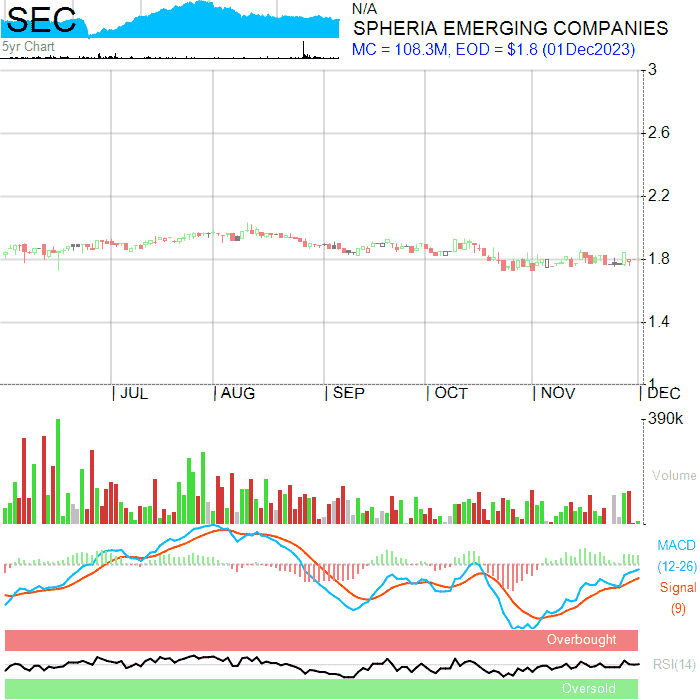 SEC
5yr Chart
N/A
SPHERIA EMERGING COMPANIES
MC = 108.3M, EOD = $1.8 (01Dec2023)
3
2.6
2.2
1.8
1.4
1
JUL AUG SEP OCT NOV DEC
390k
Volume
MACD
(12-26)
Signal
(9)
Overbought
RSI(14)
Oversold